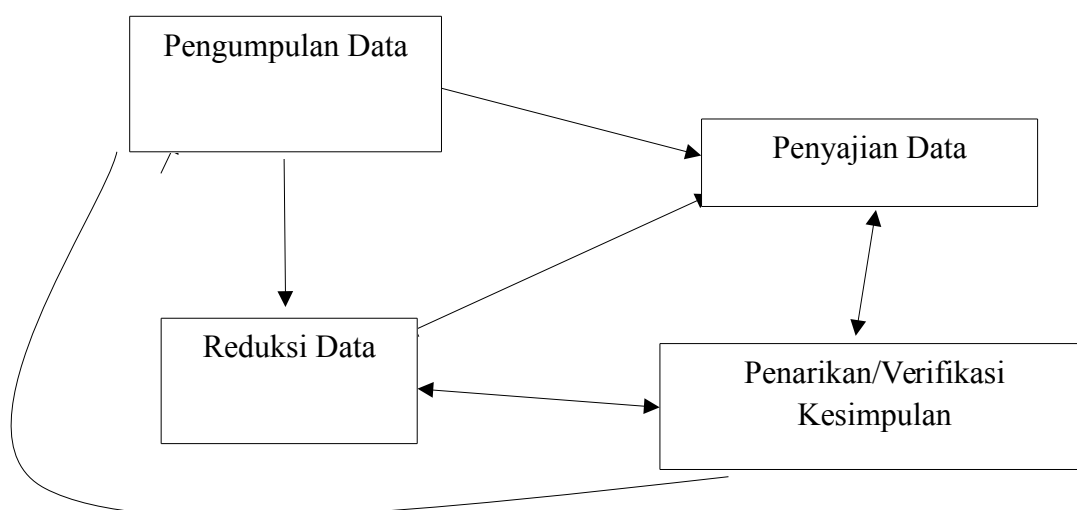 Pengumpulan Data
Penyajian Data
Reduksi Data
Penarikan/Verifikasi
Kesimpulan